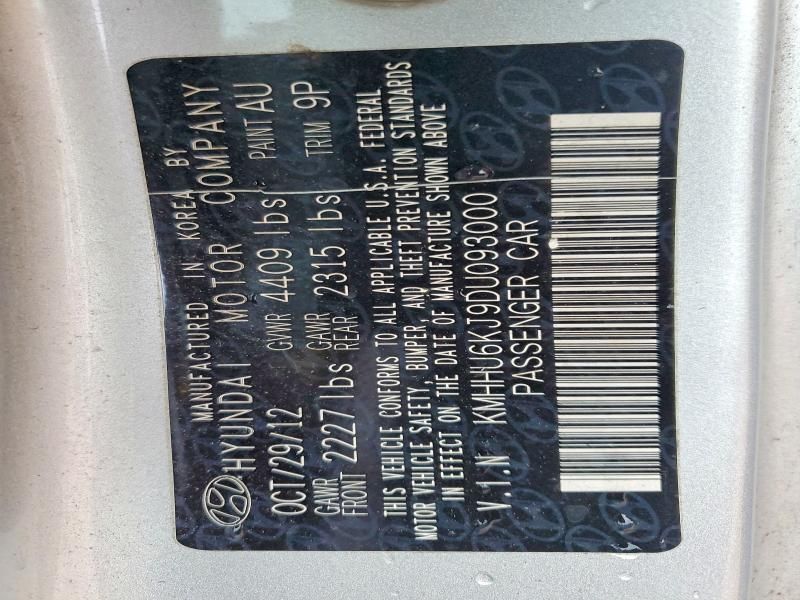 MANUFACTURED IN KOREA BY
HYUNDAI MOTOR COMPANY
OCT/29/12 GVWR 4409 lbs PAINT AU
GAWR FRONT 2227 lbs GAWR REAR 2315 lbs TRIM 9P
THIS VEHICLE CONFORMS TO ALL APPLICABLE U.S.A. FEDERAL
MOTOR VEHICLE SAFETY, BUMPER, AND THEFT PREVENTION STANDARDS
IN EFFECT ON THE DATE OF MANUFACTURE SHOWN ABOVE
V.I.N KMHHU6KJ9DU093000
PASSENGER CAR